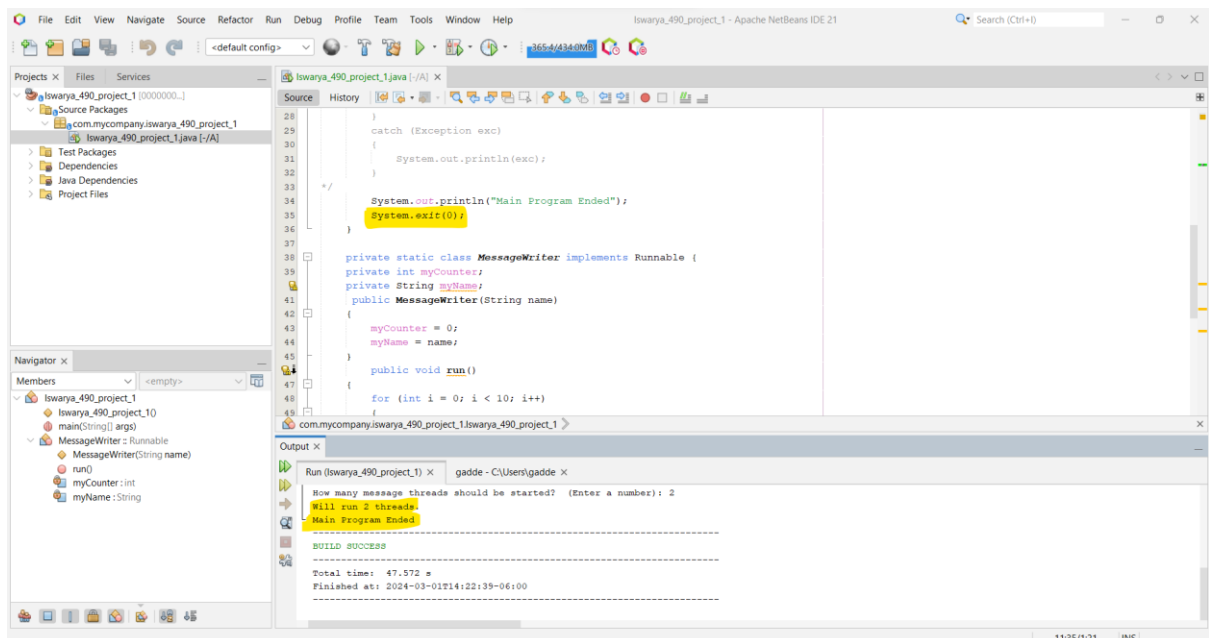 File Edit View Navigate Source Refactor Run Debug Profile Team Tools Window Help
Iswarya_490_project_1 - Apache NetBeans IDE 21
Search (Ctrl+I)
<default config>
365.4/434.0MB
Projects × Files Services
Iswarya_490_project_1 [0000000...]
Source Packages
com.mycompany.iswarya_490_project_1
Iswarya_490_project_1.java [-/A]
Test Packages
Dependencies
Java Dependencies
Project Files
Navigator ×
Members <empty>
Iswarya_490_project_1
Iswarya_490_project_1()
main(String[] args)
MessageWriter :: Runnable
MessageWriter(String name)
run()
myCounter : int
myName : String
Iswarya_490_project_1.java [-/A] ×
Source History
28 }
29 catch (Exception exc)
30 {
31 System.out.println(exc);
32 }
33 */
34 System.out.println("Main Program Ended");
35 System.exit(0);
36 }
37
38 private static class MessageWriter implements Runnable {
39 private int myCounter;
private String myName;
41 public MessageWriter(String name)
42 {
43 myCounter = 0;
44 myName = name;
45 }
public void run()
47 {
48 for (int i = 0; i < 10; i++)
49 {
com.mycompany.iswarya_490_project_1.Iswarya_490_project_1
Output ×
Run (Iswarya_490_project_1) × gadde - C:\Users\gadde ×
How many message threads should be started? (Enter a number): 2
Will run 2 threads.
Main Program Ended
------------------------------------------------------------------------
BUILD SUCCESS
------------------------------------------------------------------------
Total time: 47.572 s
Finished at: 2024-03-01T14:22:39-06:00
------------------------------------------------------------------------